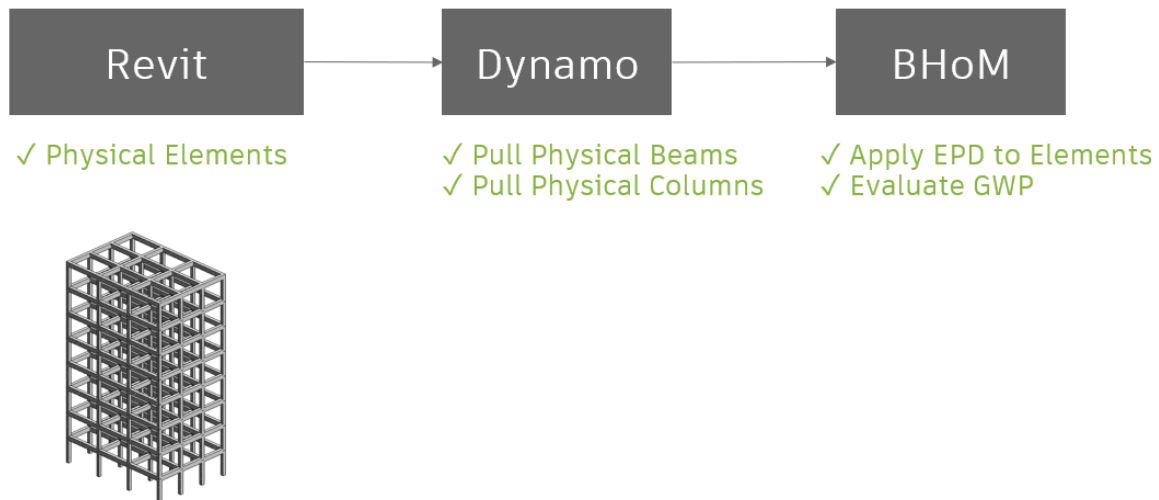 Revit
Dynamo
BHoM
✓ Physical Elements
✓ Pull Physical Beams
✓ Pull Physical Columns
✓ Apply EPD to Elements
✓ Evaluate GWP